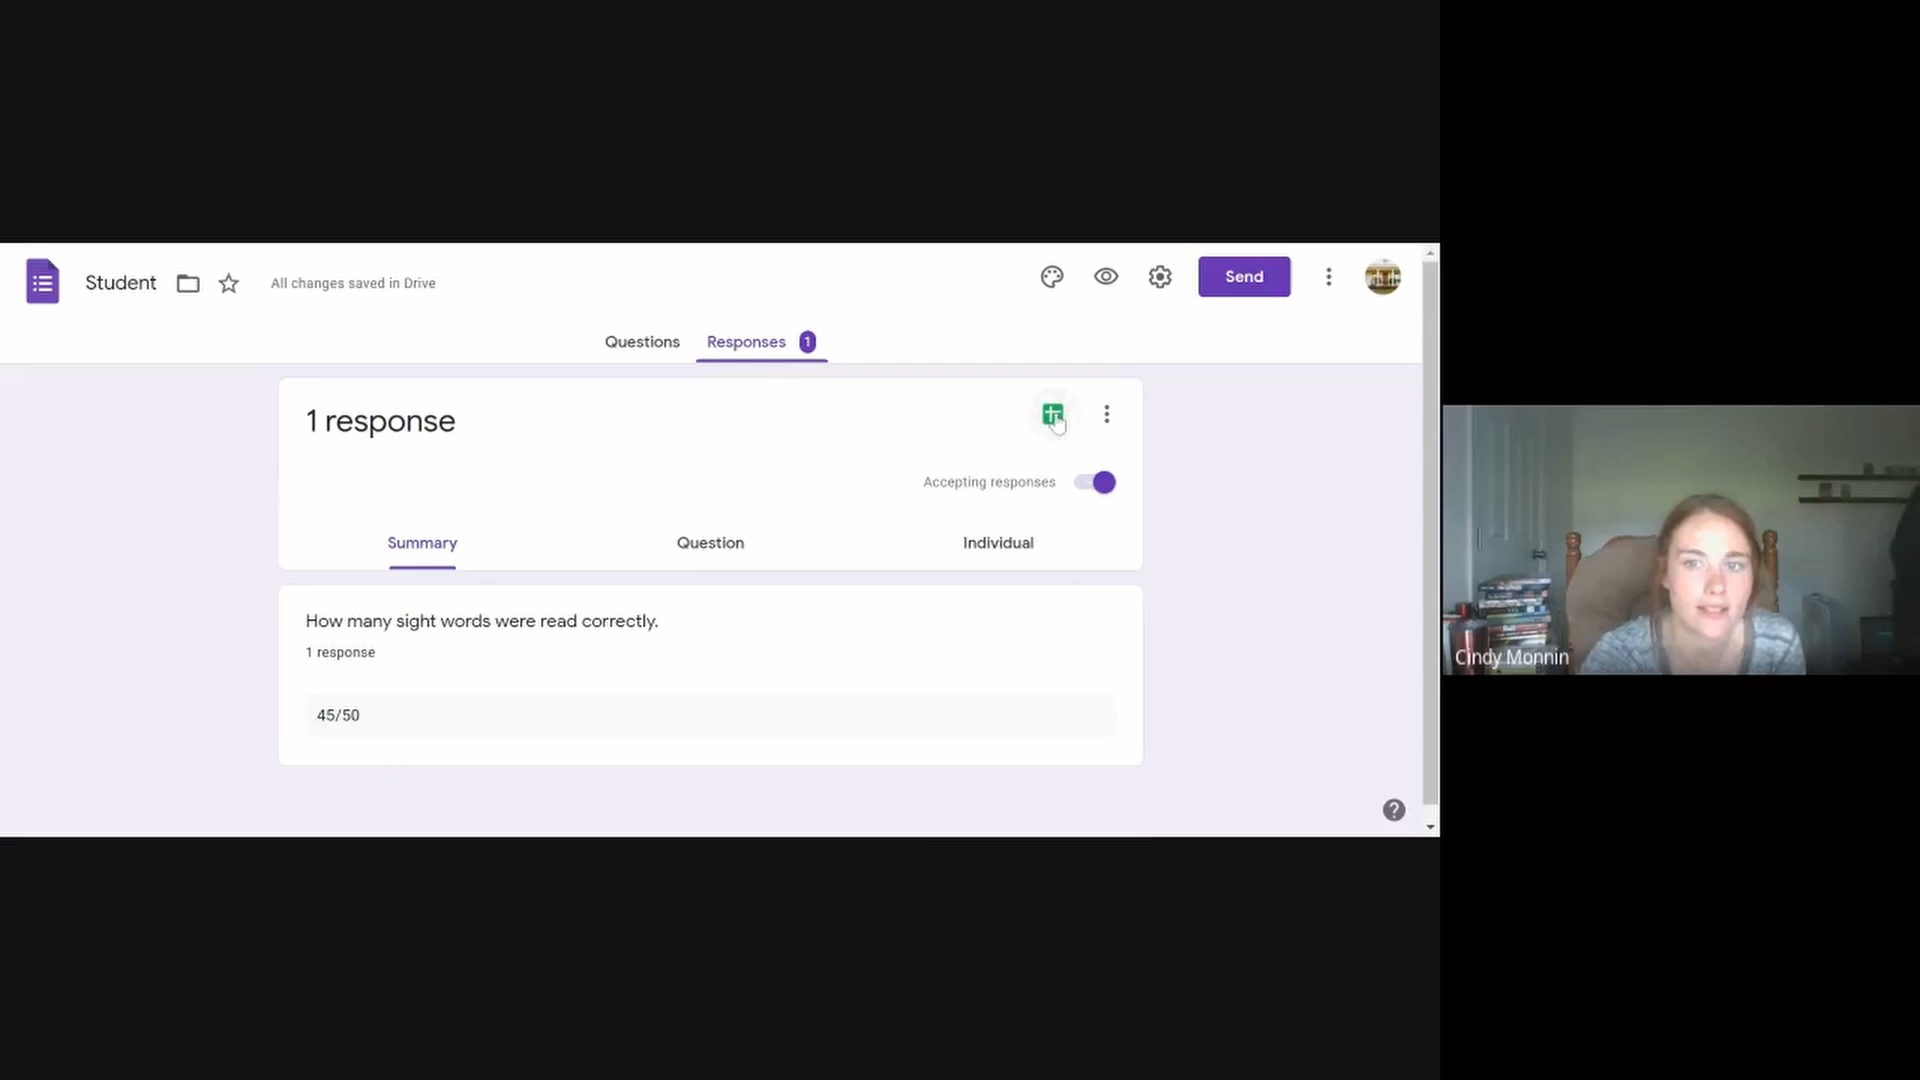 Student
All changes saved in Drive
Send
Questions
Responses 1
1 response
Accepting responses
Summary
Question
Individual
How many sight words were read correctly.
1 response
45/50
Cindy Monnin